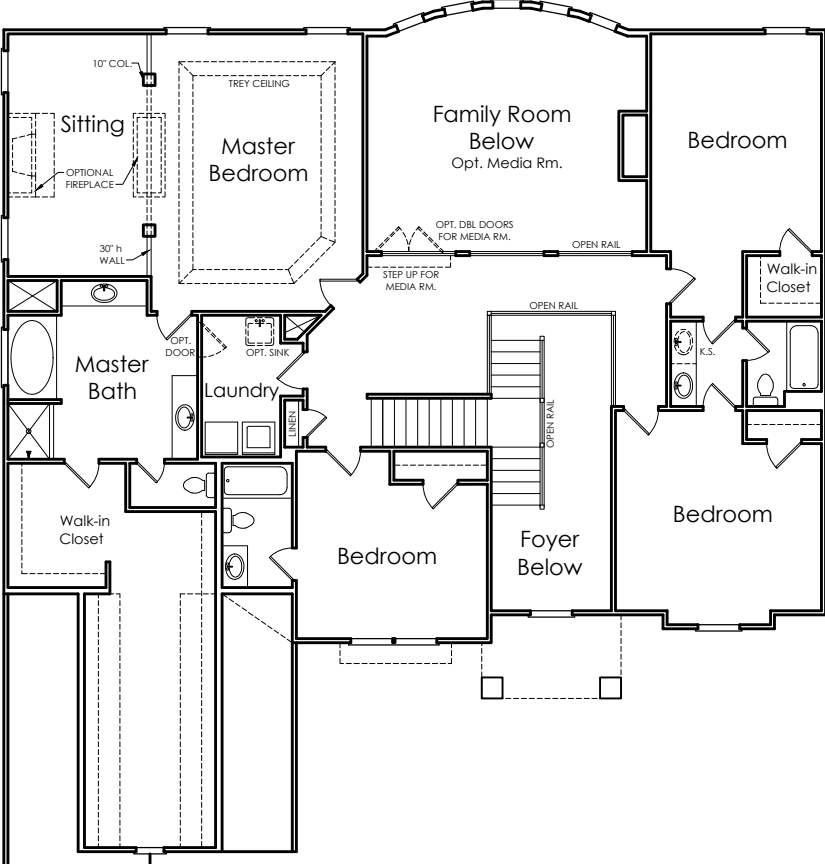 10" COL.
TREY CEILING
Sitting
Master
Bedroom
OPTIONAL
FIREPLACE
30" h
WALL
Family Room
Below
Opt. Media Rm.
OPT. DBL DOORS
FOR MEDIA RM.
OPEN RAIL
STEP UP FOR
MEDIA RM.
Bedroom
Walk-in
Closet
OPEN RAIL
OPT.
DOOR
OPT. SINK
K.S.
Master
Bath
Laundry
LINEN
OPEN RAIL
Walk-in
Closet
Bedroom
Foyer
Below
Bedroom